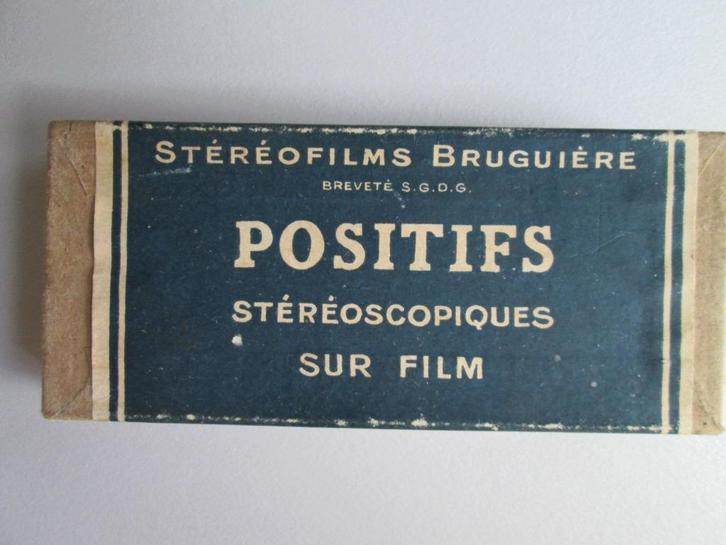 STÉRÉOFILMS BRUGUIÈRE
BREVETÉ S.G.D.G.
POSITIFS
STÉRÉOSCOPIQUES
SUR FILM